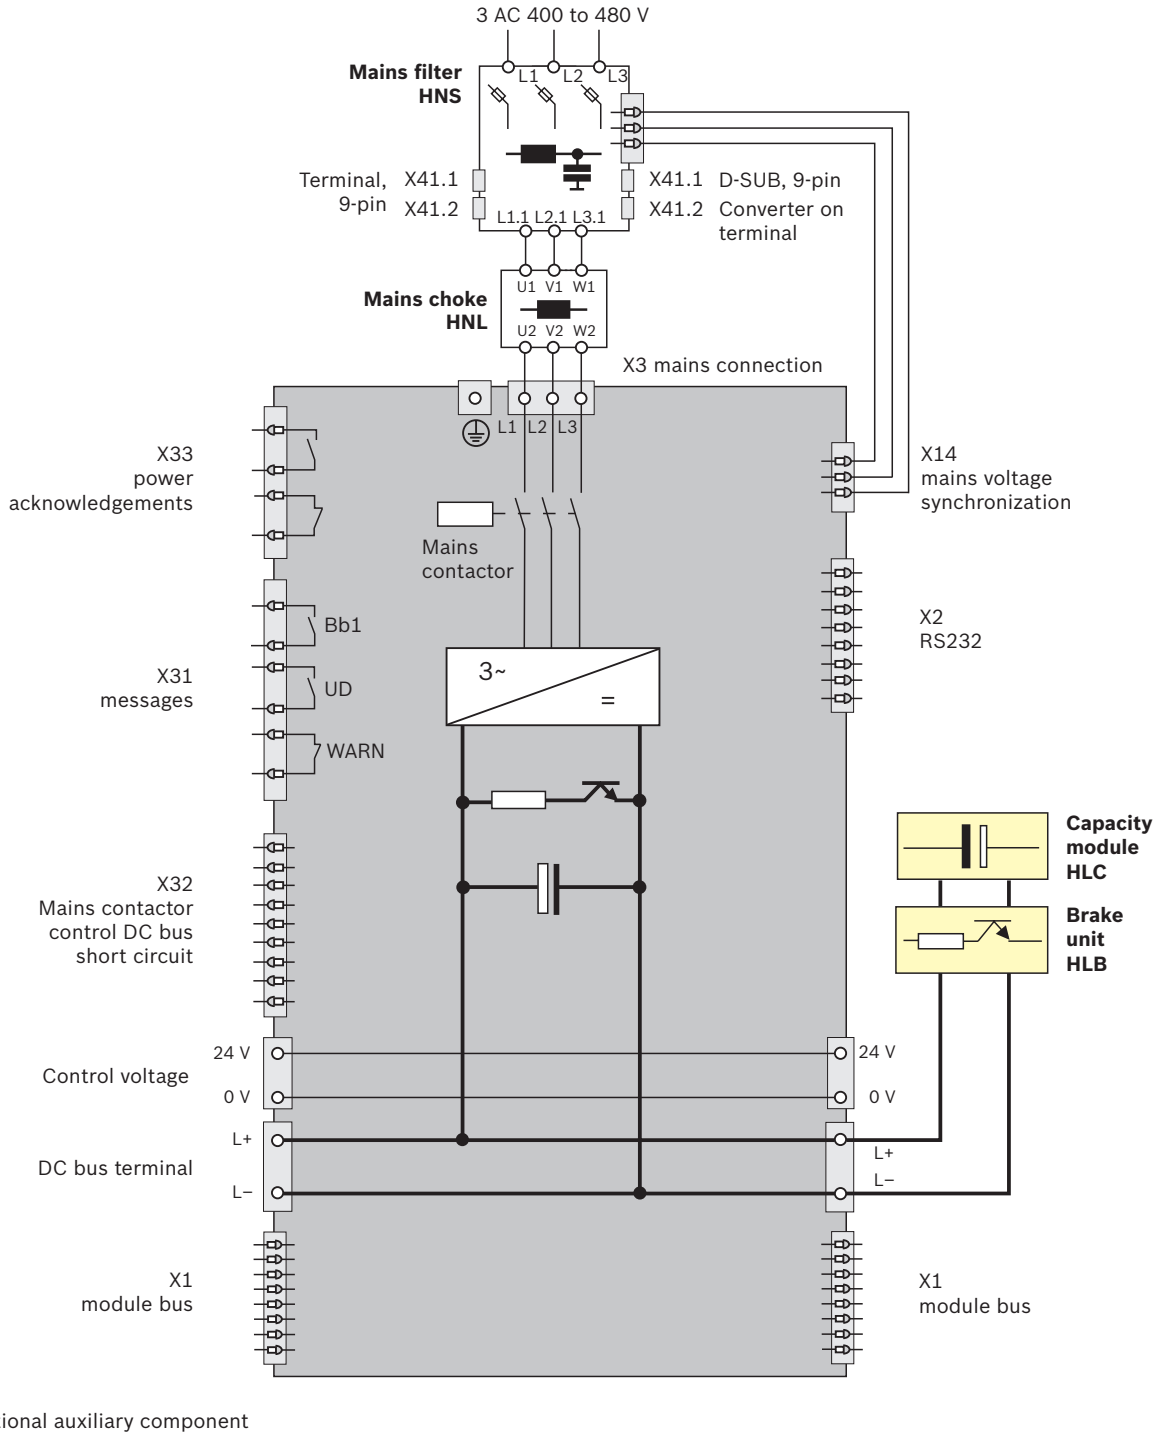 3 AC 400 to 480 V
Mains filter
HNS
L1 L2 L3
Terminal,
9-pin
X41.1
X41.2
X41.1 D-SUB, 9-pin
X41.2 Converter on
terminal
L1.1 L2.1 L3.1
Mains choke
HNL
U1 V1 W1
U2 V2 W2
X3 mains connection
L1 L2 L3
X33
power
acknowledgements
X14
mains voltage
synchronization
Mains
contactor
X31
messages
Bb1
UD
WARN
X2
RS232
3~
=
X32
Mains contactor
control DC bus
short circuit
Capacity
module
HLC
Brake
unit
HLB
Control voltage
24 V
0 V
24 V
0 V
DC bus terminal
L+
L–
L+
L–
X1
module bus
X1
module bus
tional auxiliary component